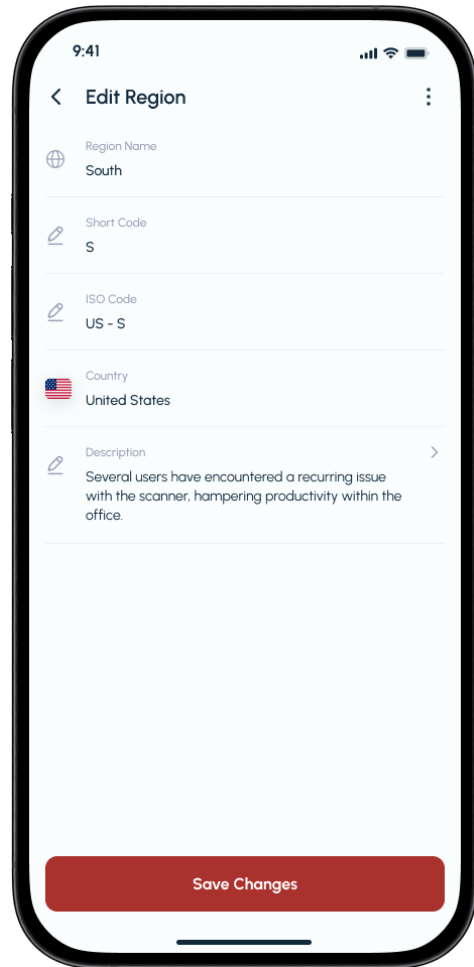 9:41
Edit Region
Region Name
South
Short Code
S
ISO Code
US - S
Country
United States
Description
Several users have encountered a recurring issue
with the scanner, hampering productivity within the
office.
Save Changes